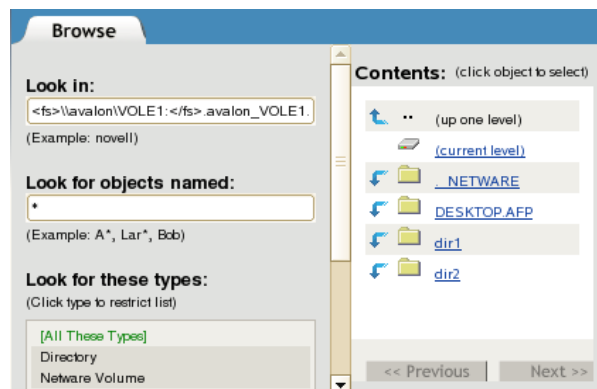 Browse
Look in:
<fs>\\avalon\VOLE1:</fs>.avalon_VOLE1.
(Example: novell)
Look for objects named:
*
(Example: A*, Lar*, Bob)
Look for these types:
(Click type to restrict list)
[All These Types]
Directory
Netware Volume
Contents: (click object to select)
.. (up one level)
(current level)
._NETWARE
DESKTOP.AFP
dir1
dir2
<< Previous
Next >>